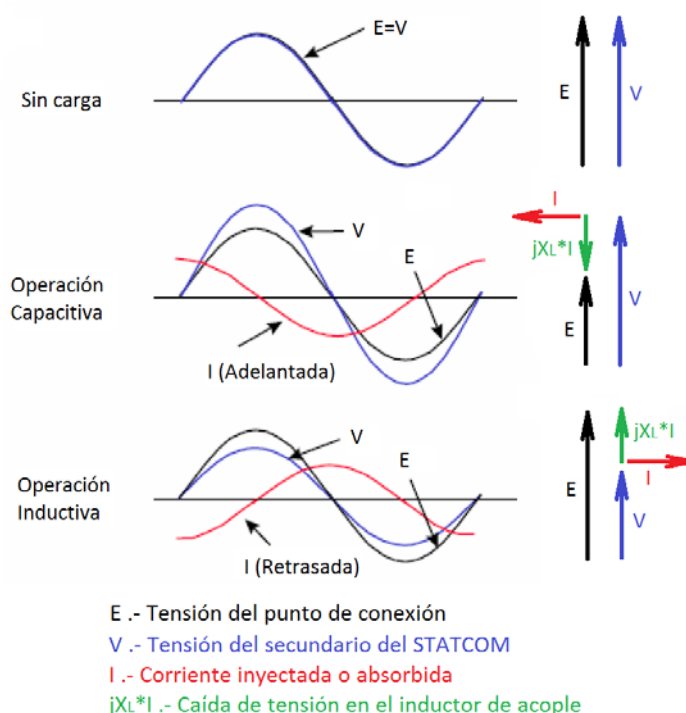 E=V
Sin carga
E
V
V
I
E
jXL*I
Operación
Capacitiva
E
V
I (Adelantada)
V
jXL*I
E
Operación
Inductiva
E
I
V
I (Retrasada)
E .- Tensión del punto de conexión
V .- Tensión del secundario del STATCOM
I .- Corriente inyectada o absorbida
jXL*I .- Caída de tensión en el inductor de acople